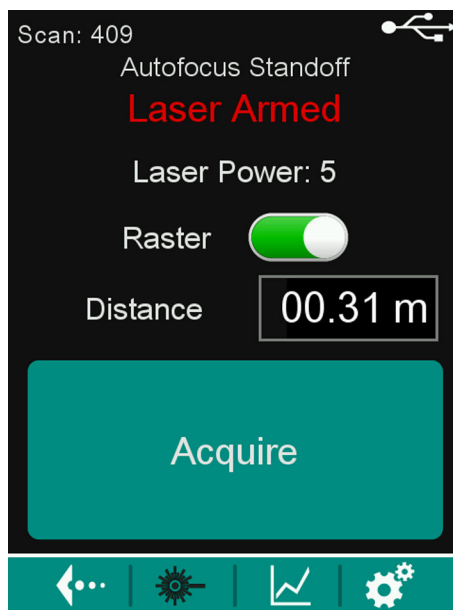 Scan: 409
Autofocus Standoff
Laser Armed
Laser Power: 5
Raster
Distance 00.31 m
Acquire